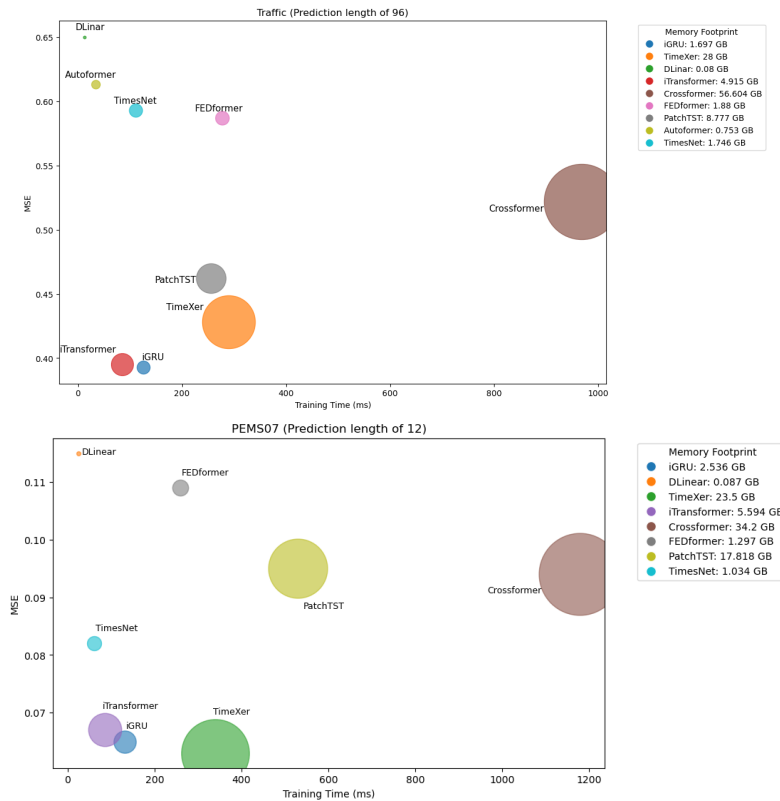 Traffic (Prediction length of 96)
DLinar
0.65
Autoformer
TimesNet
FEDformer
0.60
0.55
Crossformer
0.50
PatchTST
0.45
TimeXer
iTransformer
iGRU
0.40
MSE
0
200
400
600
800
1000
Training Time (ms)
Memory Footprint
iGRU: 1.697 GB
TimeXer: 28 GB
DLinar: 0.08 GB
iTransformer: 4.915 GB
Crossformer: 56.604 GB
FEDformer: 1.88 GB
PatchTST: 8.777 GB
Autoformer: 0.753 GB
TimesNet: 1.746 GB
PEMS07 (Prediction length of 12)
DLinear
FEDformer
0.11
0.10
Crossformer
PatchTST
0.09
TimesNet
0.08
iTransformer
TimeXer
iGRU
0.07
MSE
0
200
400
600
800
1000
1200
Training Time (ms)
Memory Footprint
iGRU: 2.536 GB
DLinear: 0.087 GB
TimeXer: 23.5 GB
iTransformer: 5.594 GB
Crossformer: 34.2 GB
FEDformer: 1.297 GB
PatchTST: 17.818 GB
TimesNet: 1.034 GB